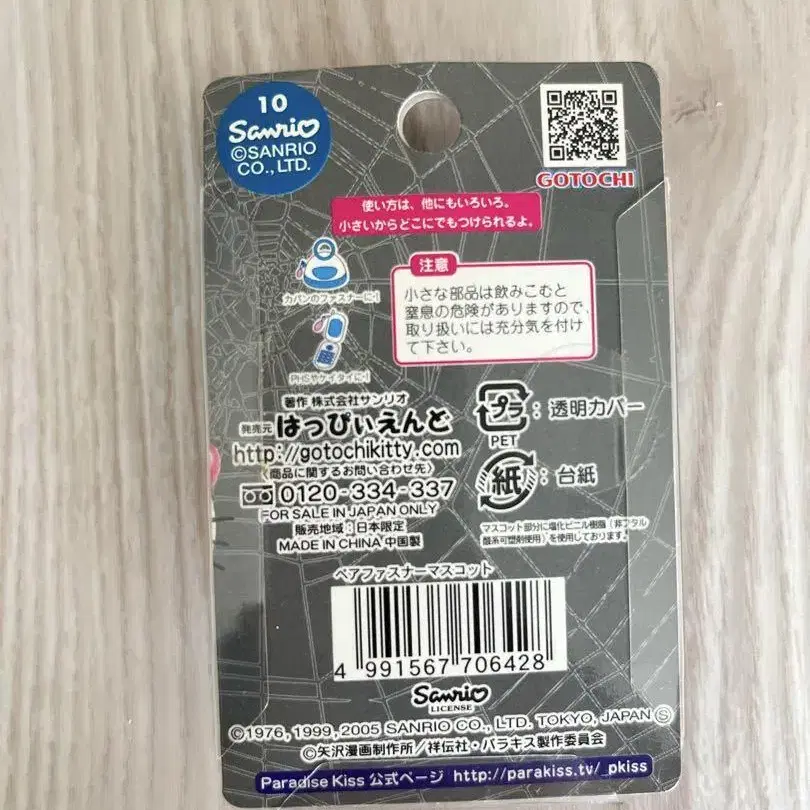 10
Sanrio
©SANRIO
CO., LTD.
GOTOCHI
使い方は、他にもいろいろ。
小さいからどこにでもつけられるよ。
注意
小さな部品は飲みこむと
窒息の危険がありますので、
取り扱いには充分気を付け
て下さい。
カバンのファスナーに!
PHSやケイタイに!
著作 株式会社サンリオ
発売元 はっぴぃえんど
http://gotochikitty.com
〈商品に関するお問い合わせ先〉
0120-334-337
FOR SALE IN JAPAN ONLY
販売地域:日本限定
MADE IN CHINA 中国製
プラ : 透明カバー
PET
紙 : 台紙
マスコット部分に塩化ビニル樹脂(非フタル
酸系可塑剤使用)を使用しております。
ペアファスナーマスコット
4 991567 706428
Sanrio
LICENSE
©1976, 1999, 2005 SANRIO CO., LTD. TOKYO, JAPAN Ⓢ
©矢沢漫画制作所/祥伝社・パラキス製作委員会
Paradise Kiss 公式ページ http://parakiss.tv/_pkiss